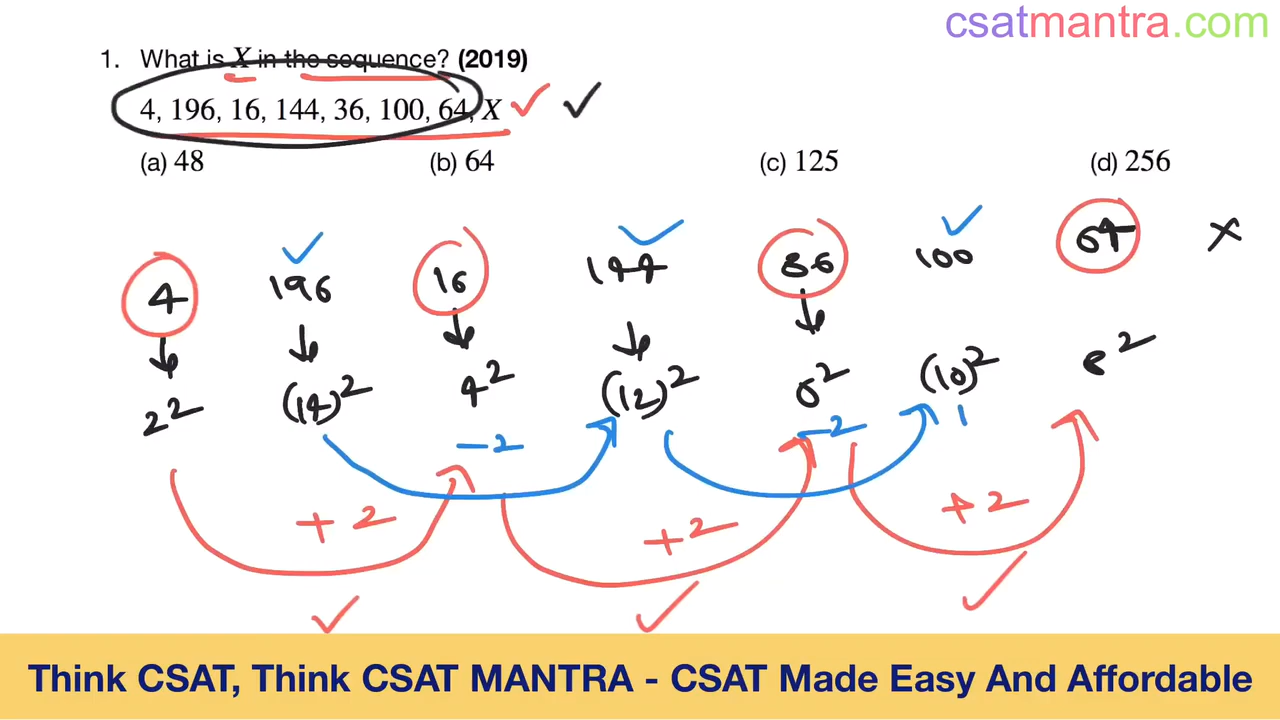 csatmantra.com
1. What is X in the sequence? (2019)
4, 196, 16, 144, 36, 100, 64, X
(a) 48 (b) 64 (c) 125 (d) 256
4 196 16 144 36 100 64 X
2² (14)² 4² (12)² 6² (10)² 8²
-2 -2
+2 +2 +2
Think CSAT, Think CSAT MANTRA - CSAT Made Easy And Affordable